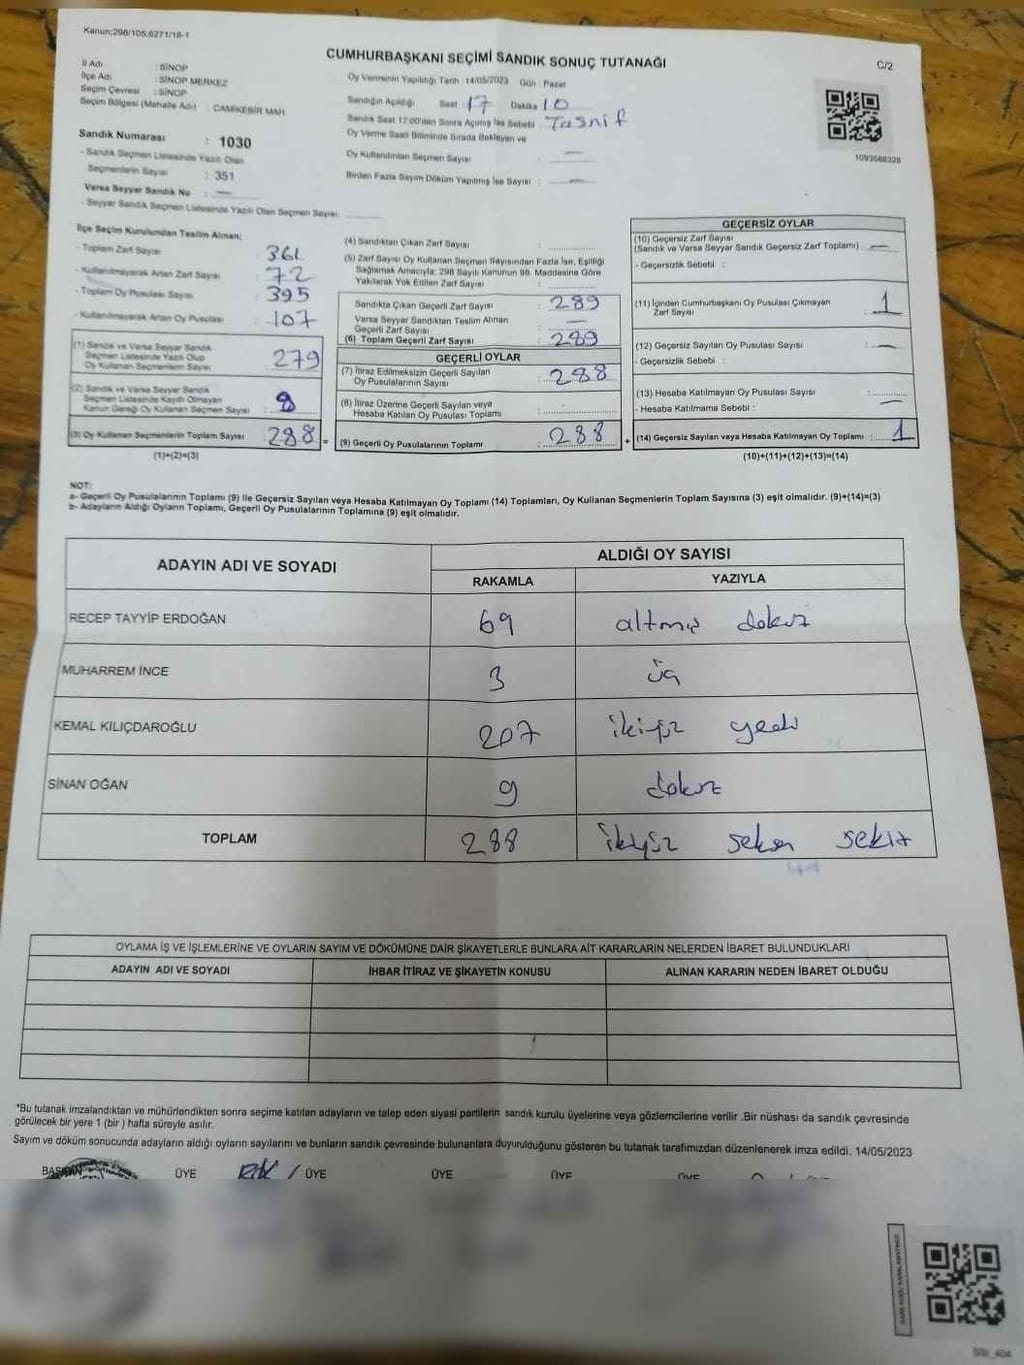 Kanun;298/105;6271/18-1
CUMHURBAŞKANI SEÇİMİ SANDIK SONUÇ TUTANAĞI
C/2
İl Adı : SİNOP
İlçe Adı : SİNOP MERKEZ
Seçim Çevresi : SİNOP
Seçim Bölgesi (Mahalle Adı) : CAMİKEBİR MAH.
Sandık Numarası : 1030
- Sandık Seçmen Listesinde Yazılı Olan
Seçmenlerin Sayısı : 351
Varsa Seyyar Sandık No : —
- Seyyar Sandık Seçmen Listesinde Yazılı Olan Seçmen Sayısı:
Oy Vermenin Yapıldığı Tarih : 14/05/2023 Gün : Pazar
Sandığın Açıldığı Saat : 17 Dakika : 10
Sandık Saat 17:00'den Sonra Açılmış İse Sebebi : Tasnif
Oy Verme Saati Bitiminde Sırada Bekleyen ve
Oy Kullandırılan Seçmen Sayısı : —
Birden Fazla Sayım Döküm Yapılmış İse Sayısı : —
1093568328
İlçe Seçim Kurulundan Teslim Alınan;
- Toplam Zarf Sayısı : 361
- Kullanılmayarak Artan Zarf Sayısı : 72
- Toplam Oy Pusulası Sayısı : 395
- Kullanılmayarak Artan Oy Pusulası : 107
(1) Sandık ve Varsa Seyyar Sandık
Seçmen Listesinde Yazılı Olup
Oy Kullanan Seçmenlerin Sayısı : 279
(2) Sandık ve Varsa Seyyar Sandık
Seçmen Listesinde Kayıtlı Olmayan
Kanun Gereği Oy Kullanan Seçmen Sayısı :
(3) Oy Kullanan Seçmenlerin Toplam Sayısı : 288 =
(1)+(2)=(3)
(4) Sandıktan Çıkan Zarf Sayısı :
(5) Zarf Sayısı Oy Kullanan Seçmen Sayısından Fazla İse, Eşitliği
Sağlamak Amacıyla; 298 Sayılı Kanunun 98. Maddesine Göre
Yakılarak Yok Edilen Zarf Sayısı :
Sandıkta Çıkan Geçerli Zarf Sayısı : 289
Varsa Seyyar Sandıktan Teslim Alınan
Geçerli Zarf Sayısı : —
(6) Toplam Geçerli Zarf Sayısı : 289
GEÇERLİ OYLAR
(7) İtiraz Edilmeksizin Geçerli Sayılan
Oy Pusulalarının Sayısı : 288
(8) İtiraz Üzerine Geçerli Sayılan veya
Hesaba Katılan Oy Pusulası Toplamı :
(9) Geçerli Oy Pusulalarının Toplamı : 288 +
GEÇERSİZ OYLAR
(10) Geçersiz Zarf Sayısı
(Sandık ve Varsa Seyyar Sandık Geçersiz Zarf Toplamı) : —
- Geçersizlik Sebebi :
(11) İçinden Cumhurbaşkanı Oy Pusulası Çıkmayan
Zarf Sayısı : 1
(12) Geçersiz Sayılan Oy Pusulası Sayısı : —
- Geçersizlik Sebebi :
(13) Hesaba Katılmayan Oy Pusulası Sayısı :
- Hesaba Katılmama Sebebi : —
(14) Geçersiz Sayılan veya Hesaba Katılmayan Oy Toplamı : 1
(10)+(11)+(12)+(13)=(14)
NOT:
a- Geçerli Oy Pusulalarının Toplamı (9) ile Geçersiz Sayılan veya Hesaba Katılmayan Oy Toplamı (14) Toplamları, Oy Kullanan Seçmenlerin Toplam Sayısına (3) eşit olmalıdır. (9)+(14)=(3)
b- Adayların Aldığı Oyların Toplamı, Geçerli Oy Pusulalarının Toplamına (9) eşit olmalıdır.
ADAYIN ADI VE SOYADI ALDIĞI OY SAYISI
RAKAMLA YAZIYLA
RECEP TAYYİP ERDOĞAN 69 altmış dokuz
MUHARREM İNCE 3 üç
KEMAL KILIÇDAROĞLU 207 ikiyüz yedi
SİNAN OĞAN 9 dokuz
TOPLAM 288 ikiyüz seksen sekiz
OYLAMA İŞ VE İŞLEMLERİNE VE OYLARIN SAYIM VE DÖKÜMÜNE DAİR ŞİKAYETLERLE BUNLARA AİT KARARLARIN NELERDEN İBARET BULUNDUKLARI
ADAYIN ADI VE SOYADI İHBAR İTİRAZ VE ŞİKAYETİN KONUSU ALINAN KARARIN NEDEN İBARET OLDUĞU
*Bu tutanak imzalandıktan ve mühürlendikten sonra seçime katılan adayların ve talep eden siyasi partilerin sandık kurulu üyelerine veya gözlemcilerine verilir .Bir nüshası da sandık çevresinde
görülecek bir yere 1 (bir ) hafta süreyle asılır.
Sayım ve döküm sonucunda adayların aldığı oyların sayılarını ve bunların sandık çevresinde bulunanlara duyurulduğunu gösteren bu tutanak tarafımızdan düzenlenerek imza edildi. 14/05/2023
BAŞKAN ÜYE ÜYE ÜYE ÜYE ÜYE ÜYE